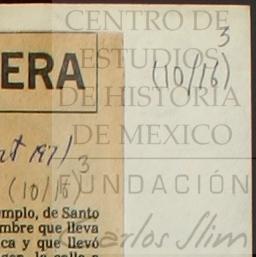 CENTRO DE
ESTUDIOS
DE HISTORIA
DE MEXICO
FUNDACIÓN
Carlos Slim
3
(10/16)
ERA
1971
3
(10/16)
emplo, de Santo
mbre que lleva
ca y que llevó